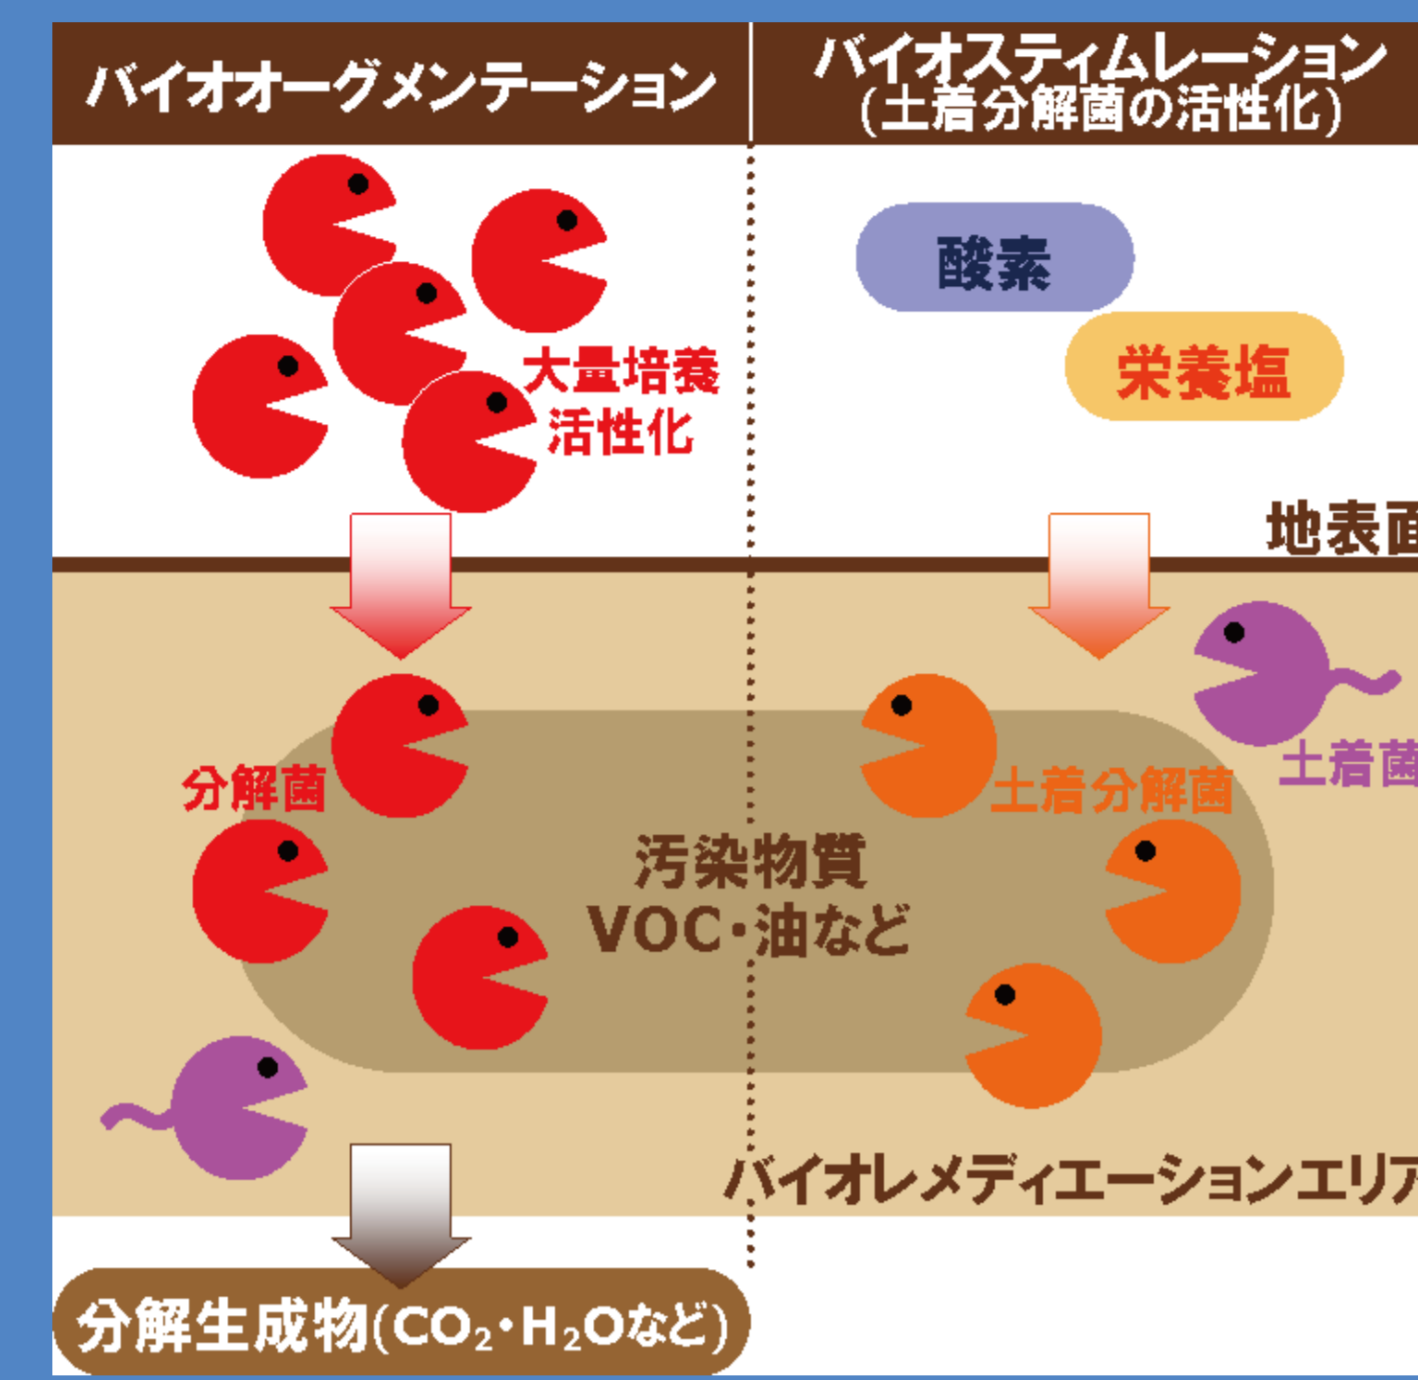 バイオオーグメンテーション
バイオスティムレーション
(土着分解菌の活性化)
大量培養
活性化
酸素
栄養塩
地表面
分解菌
土着分解菌
土着菌
汚染物質
VOC・油など
バイオレメディエーションエリア
分解生成物(CO₂・H₂Oなど)